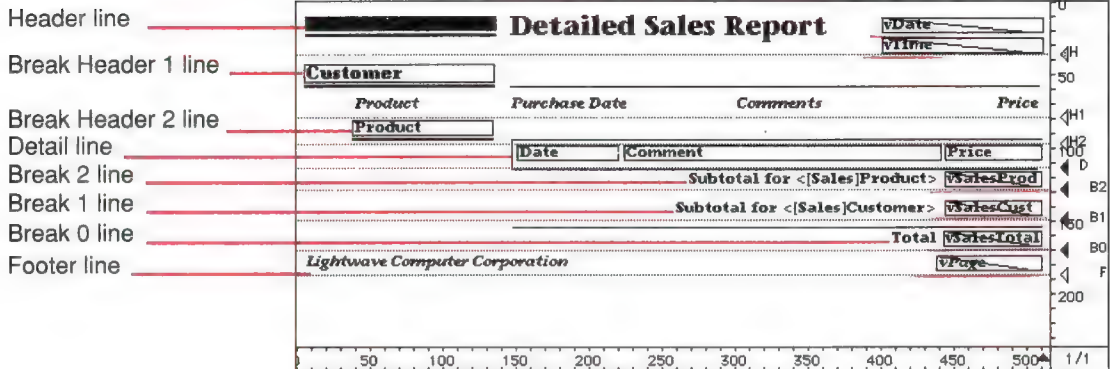 Header line
Detailed Sales Report
vDate
vTime
H
Break Header 1 line
Customer
50
Product Purchase Date Comments Price
Break Header 2 line
H1
Product
Detail line
H2
Date Comment Price
100
D
Break 2 line
Subtotal for <[Sales]Product> vSalesProd
B2
Break 1 line
Subtotal for <[Sales]Customer> vSalesCust
B1
Break 0 line
Total vSalesTotal
B0
Footer line
Lightwave Computer Corporation vPage
F
200
50 100 150 200 250 300 350 400 450 500 1/1